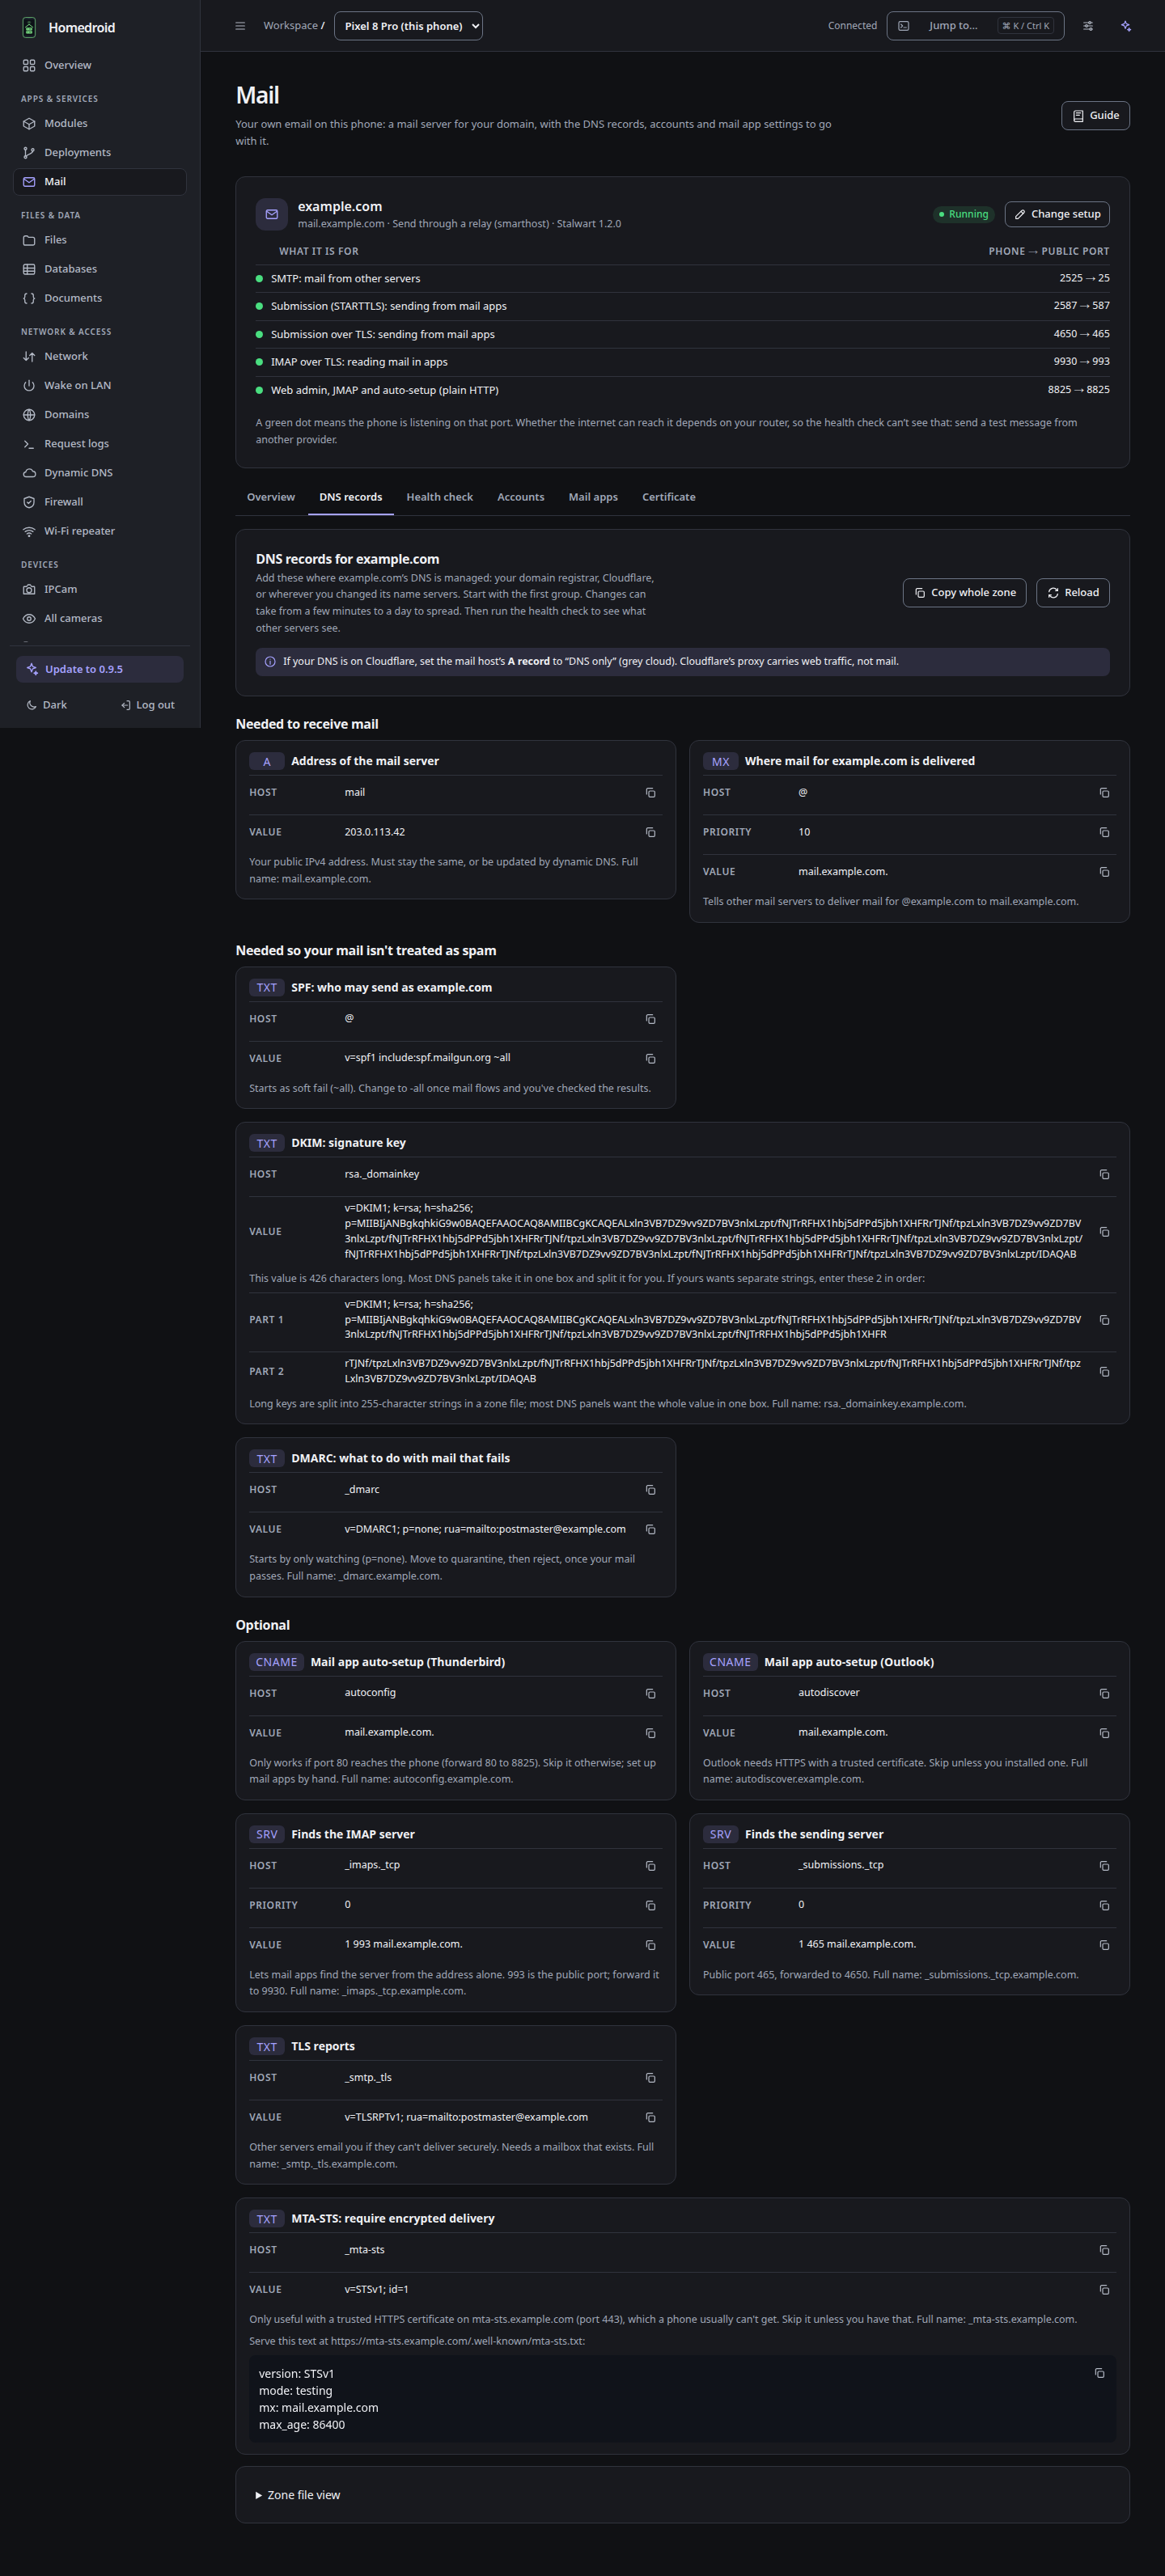 Homedroid
Overview
APPS & SERVICES
Modules
Deployments
Mail
FILES & DATA
Files
Databases
Documents
NETWORK & ACCESS
Network
Wake on LAN
Domains
Request logs
Dynamic DNS
Firewall
Wi-Fi repeater
DEVICES
IPCam
All cameras
Update to 0.9.5
Dark
Log out
Workspace /
Pixel 8 Pro (this phone)
Connected
Jump to...
⌘ K / Ctrl K
Mail
Your own email on this phone: a mail server for your domain, with the DNS records, accounts and mail app settings to go
with it.
Guide
example.com
mail.example.com · Send through a relay (smarthost) · Stalwart 1.2.0
Running
Change setup
WHAT IT IS FOR
PHONE → PUBLIC PORT
SMTP: mail from other servers
2525 → 25
Submission (STARTTLS): sending from mail apps
2587 → 587
Submission over TLS: sending from mail apps
4650 → 465
IMAP over TLS: reading mail in apps
9930 → 993
Web admin, JMAP and auto-setup (plain HTTP)
8825 → 8825
A green dot means the phone is listening on that port. Whether the internet can reach it depends on your router, so the health check can't see that: send a test message from
another provider.
Overview
DNS records
Health check
Accounts
Mail apps
Certificate
DNS records for example.com
Add these where example.com's DNS is managed: your domain registrar, Cloudflare,
or wherever you changed its name servers. Start with the first group. Changes can
take from a few minutes to a day to spread. Then run the health check to see what
other servers see.
Copy whole zone
Reload
If your DNS is on Cloudflare, set the mail host's A record to “DNS only” (grey cloud). Cloudflare's proxy carries web traffic, not mail.
Needed to receive mail
A
Address of the mail server
HOST
mail
VALUE
203.0.113.42
Your public IPv4 address. Must stay the same, or be updated by dynamic DNS. Full
name: mail.example.com.
MX
Where mail for example.com is delivered
HOST
@
PRIORITY
10
VALUE
mail.example.com.
Tells other mail servers to deliver mail for @example.com to mail.example.com.
Needed so your mail isn't treated as spam
TXT
SPF: who may send as example.com
HOST
@
VALUE
v=spf1 include:spf.mailgun.org ~all
Starts as soft fail (~all). Change to -all once mail flows and you've checked the results.
TXT
DKIM: signature key
HOST
rsa._domainkey
VALUE
v=DKIM1; k=rsa; h=sha256;
p=MIIBIjANBgkqhkiG9w0BAQEFAAOCAQ8AMIIBCgKCAQEALxln3VB7DZ9vv9ZD7BV3nlxLzpt/fNJTrRFHX1hbj5dPPd5jbh1XHFRrTJNf/tpzLxln3VB7DZ9vv9ZD7BV3nlxLzpt/fNJTrRFHX1hbj5dPPd5jbh1XHFRrTJNf/tpzLxln3VB7DZ9vv9ZD7BV
3nlxLzpt/fNJTrRFHX1hbj5dPPd5jbh1XHFRrTJNf/tpzLxln3VB7DZ9vv9ZD7BV3nlxLzpt/fNJTrRFHX1hbj5dPPd5jbh1XHFRrTJNf/tpzLxln3VB7DZ9vv9ZD7BV3nlxLzpt/
fNJTrRFHX1hbj5dPPd5jbh1XHFRrTJNf/tpzLxln3VB7DZ9vv9ZD7BV3nlxLzpt/fNJTrRFHX1hbj5dPPd5jbh1XHFRrTJNf/tpzLxln3VB7DZ9vv9ZD7BV3nlxLzpt/IDAQAB
This value is 426 characters long. Most DNS panels take it in one box and split it for you. If yours wants separate strings, enter these 2 in order:
PART 1
v=DKIM1; k=rsa; h=sha256;
p=MIIBIjANBgkqhkiG9w0BAQEFAAOCAQ8AMIIBCgKCAQEALxln3VB7DZ9vv9ZD7BV3nlxLzpt/fNJTrRFHX1hbj5dPPd5jbh1XHFRrTJNf/tpzLxln3VB7DZ9vv9ZD7BV
3nlxLzpt/fNJTrRFHX1hbj5dPPd5jbh1XHFRrTJNf/tpzLxln3VB7DZ9vv9ZD7BV3nlxLzpt/fNJTrRFHX1hbj5dPPd5jbh1XHFR
PART 2
rTJNf/tpzLxln3VB7DZ9vv9ZD7BV3nlxLzpt/fNJTrRFHX1hbj5dPPd5jbh1XHFRrTJNf/tpzLxln3VB7DZ9vv9ZD7BV3nlxLzpt/fNJTrRFHX1hbj5dPPd5jbh1XHFRrTJNf/tpz
Lxln3VB7DZ9vv9ZD7BV3nlxLzpt/IDAQAB
Long keys are split into 255-character strings in a zone file; most DNS panels want the whole value in one box. Full name: rsa._domainkey.example.com.
TXT
DMARC: what to do with mail that fails
HOST
_dmarc
VALUE
v=DMARC1; p=none; rua=mailto:postmaster@example.com
Starts by only watching (p=none). Move to quarantine, then reject, once your mail
passes. Full name: _dmarc.example.com.
Optional
CNAME
Mail app auto-setup (Thunderbird)
HOST
autoconfig
VALUE
mail.example.com.
Only works if port 80 reaches the phone (forward 80 to 8825). Skip it otherwise; set up
mail apps by hand. Full name: autoconfig.example.com.
CNAME
Mail app auto-setup (Outlook)
HOST
autodiscover
VALUE
mail.example.com.
Outlook needs HTTPS with a trusted certificate. Skip unless you installed one. Full
name: autodiscover.example.com.
SRV
Finds the IMAP server
HOST
_imaps._tcp
PRIORITY
0
VALUE
1 993 mail.example.com.
Lets mail apps find the server from the address alone. 993 is the public port; forward it
to 9930. Full name: _imaps._tcp.example.com.
SRV
Finds the sending server
HOST
_submissions._tcp
PRIORITY
0
VALUE
1 465 mail.example.com.
Public port 465, forwarded to 4650. Full name: _submissions._tcp.example.com.
TXT
TLS reports
HOST
_smtp._tls
VALUE
v=TLSRPTv1; rua=mailto:postmaster@example.com
Other servers email you if they can't deliver securely. Needs a mailbox that exists. Full
name: _smtp._tls.example.com.
TXT
MTA-STS: require encrypted delivery
HOST
_mta-sts
VALUE
v=STSv1; id=1
Only useful with a trusted HTTPS certificate on mta-sts.example.com (port 443), which a phone usually can't get. Skip it unless you have that. Full name: _mta-sts.example.com.
Serve this text at https://mta-sts.example.com/.well-known/mta-sts.txt:
version: STSv1
mode: testing
mx: mail.example.com
max_age: 86400
Zone file view